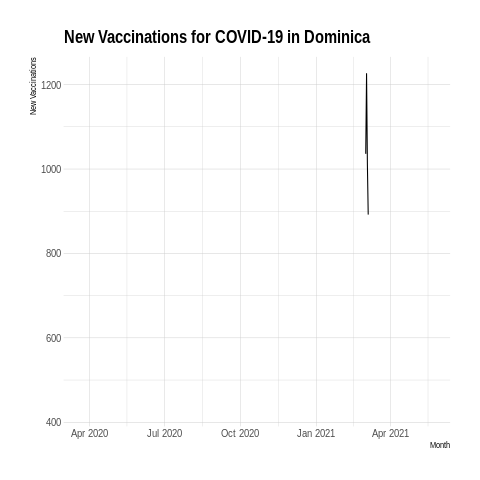 New Vaccinations for COVID-19 in Dominica
New Vaccinations
1200
1000
800
600
400
Apr 2020 Jul 2020 Oct 2020 Jan 2021 Apr 2021
Month